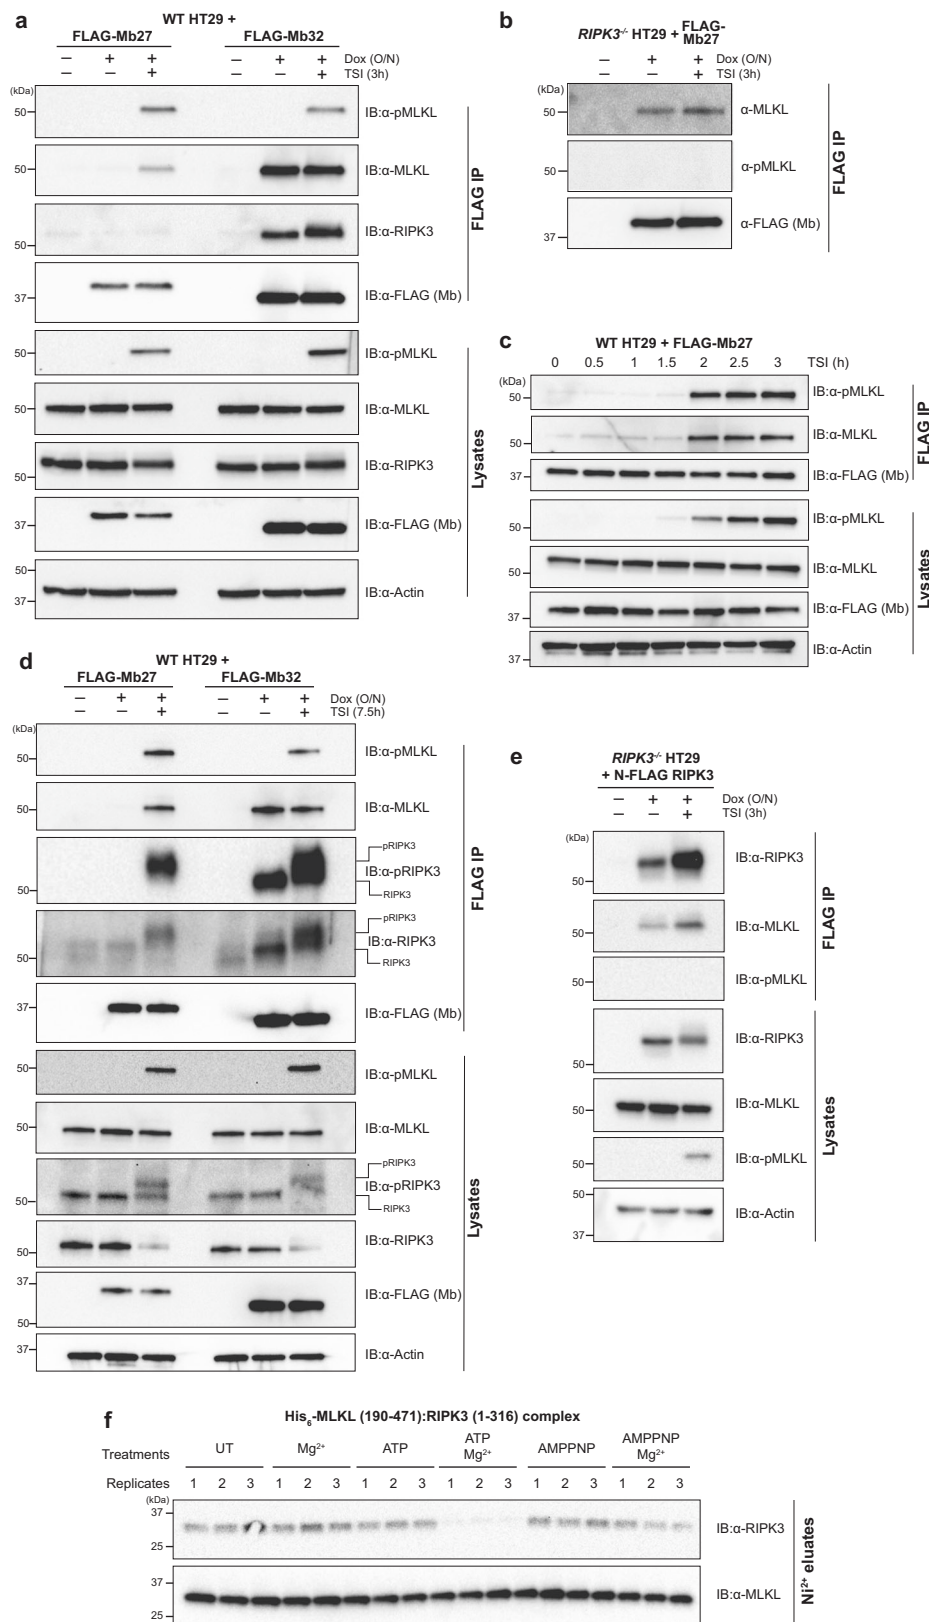 a
WT HT29 +
FLAG-Mb27 FLAG-Mb32
– + + – + + Dox (O/N)
+ + TSI (3h)
(kDa)
50 IB:α-pMLKL
50 IB:α-MLKL
50 IB:α-RIPK3
37 IB:α-FLAG (Mb)
FLAG IP
50 IB:α-pMLKL
50 IB:α-MLKL
50 IB:α-RIPK3
37 IB:α-FLAG (Mb)
50
37 IB:α-Actin
Lysates
b
RIPK3-/- HT29 + FLAG-
Mb27
– + + Dox (O/N)
+ TSI (3h)
(kDa)
50 α-MLKL
50 α-pMLKL
37 α-FLAG (Mb)
FLAG IP
c
WT HT29 + FLAG-Mb27
0 0.5 1 1.5 2 2.5 3 TSI (h)
(kDa)
50 IB:α-pMLKL
50 IB:α-MLKL
37 IB:α-FLAG (Mb)
FLAG IP
50 IB:α-pMLKL
50 IB:α-MLKL
37 IB:α-FLAG (Mb)
37 IB:α-Actin
Lysates
d
WT HT29 +
FLAG-Mb27 FLAG-Mb32
– + + – + + Dox (O/N)
– – + – – + TSI (7.5h)
(kDa)
50 IB:α-pMLKL
50 IB:α-MLKL
pRIPK3
IB:α-pRIPK3
50 RIPK3
pRIPK3
IB:α-RIPK3
50 RIPK3
37 IB:α-FLAG (Mb)
FLAG IP
50 IB:α-pMLKL
50 IB:α-MLKL
pRIPK3
IB:α-pRIPK3
50 RIPK3
50 IB:α-RIPK3
37 IB:α-FLAG (Mb)
50
37 IB:α-Actin
Lysates
e
RIPK3-/- HT29
+ N-FLAG RIPK3
– + + Dox (O/N)
– – + TSI (3h)
(kDa)
IB:α-RIPK3
50
IB:α-MLKL
50
50 IB:α-pMLKL
FLAG IP
IB:α-RIPK3
50
50 IB:α-MLKL
50 IB:α-pMLKL
50
37 IB:α-Actin
Lysates
f
His6-MLKL (190-471):RIPK3 (1-316) complex
Treatments UT Mg2+ ATP ATP Mg2+ AMPPNP AMPPNP Mg2+
Replicates 1 2 3 1 2 3 1 2 3 1 2 3 1 2 3 1 2 3
(kDa)
37
25 IB:α-RIPK3
37
25 IB:α-MLKL
Ni2+ eluates